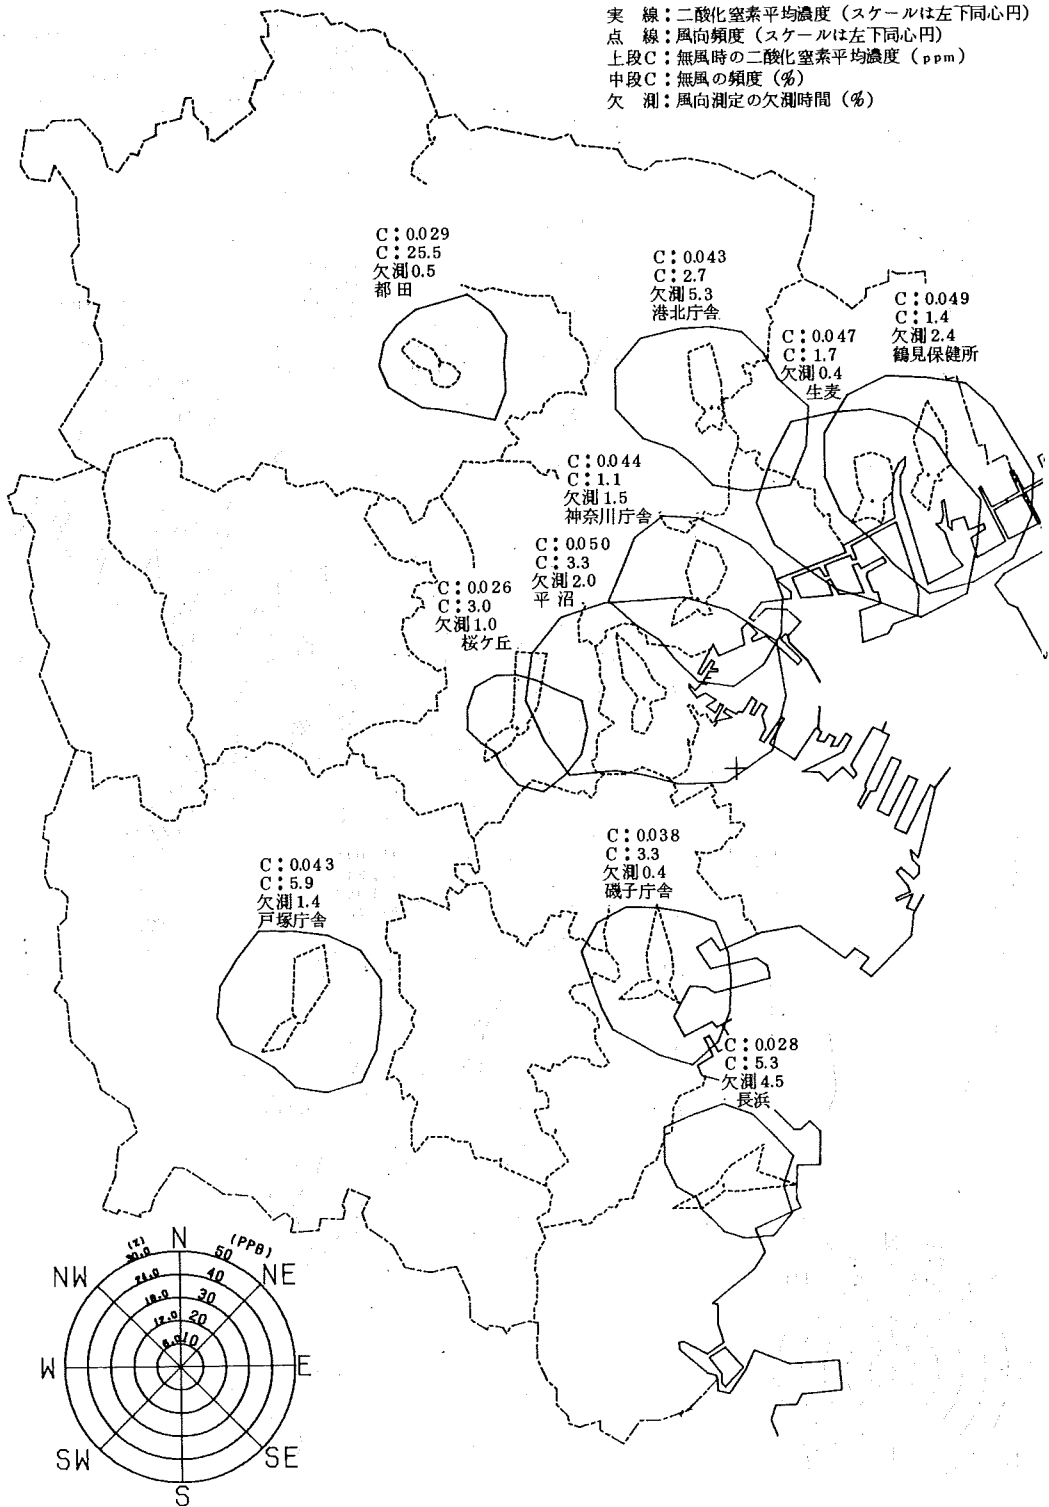 実　線：二酸化窒素平均濃度（スケールは左下同心円）
点　線：風向頻度（スケールは左下同心円）
上段C：無風時の二酸化窒素平均濃度（ppm）
中段C：無風の頻度（%）
欠　測：風向測定の欠測時間（%）
C：0.029
C：25.5
欠測0.5
都田
C：0.043
C：2.7
欠測5.3
港北庁舎
C：0.049
C：1.4
欠測2.4
鶴見保健所
C：0.047
C：1.7
欠測0.4
生麦
C：0.044
C：1.1
欠測1.5
神奈川庁舎
C：0.050
C：3.3
欠測2.0
平沼
C：0.026
C：3.0
欠測1.0
桜ケ丘
C：0.038
C：3.3
欠測0.4
磯子庁舎
C：0.043
C：5.9
欠測1.4
戸塚庁舎
C：0.028
C：5.3
欠測4.5
長浜
N
(%) (PPB)
30.0 50
NW NE
24.0 40
18.0 30
12.0 20
6.0 10
W E
SW SE
S